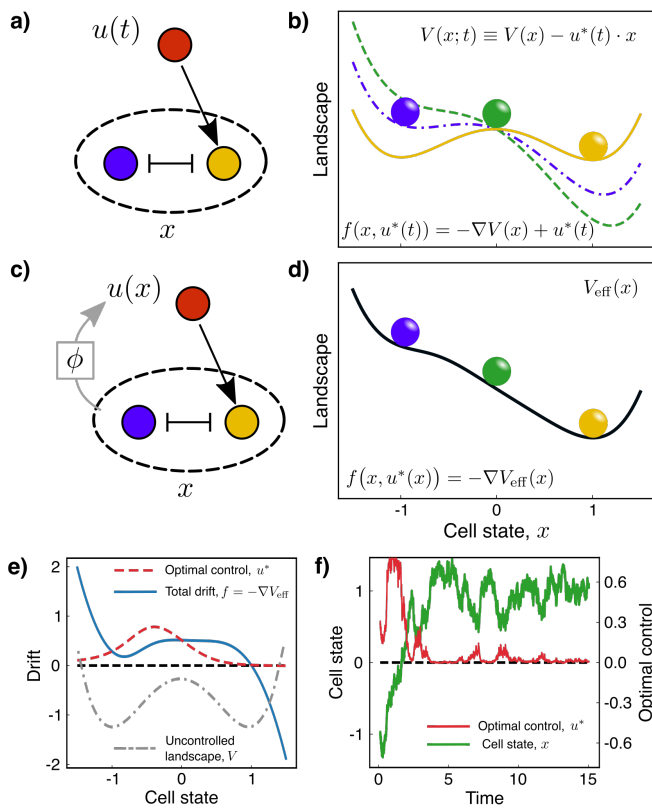 a)
u(t)
x
b)
V(x; t) ≡ V(x) − u*(t) · x
Landscape
f(x, u*(t)) = −∇V(x) + u*(t)
c)
u(x)
ϕ
x
d)
V_eff(x)
Landscape
f(x, u*(x)) = −∇V_eff(x)
-1 0 1
Cell state, x
e)
Optimal control, u*
Total drift, f = −∇V_eff
2
1
0
-1
-2
Drift
Uncontrolled
landscape, V
-1 0 1
Cell state
f)
1
0
-1
Cell state
0.6
0.3
0.0
-0.3
-0.6
Optimal control
Optimal control, u*
Cell state, x
0 5 10 15
Time